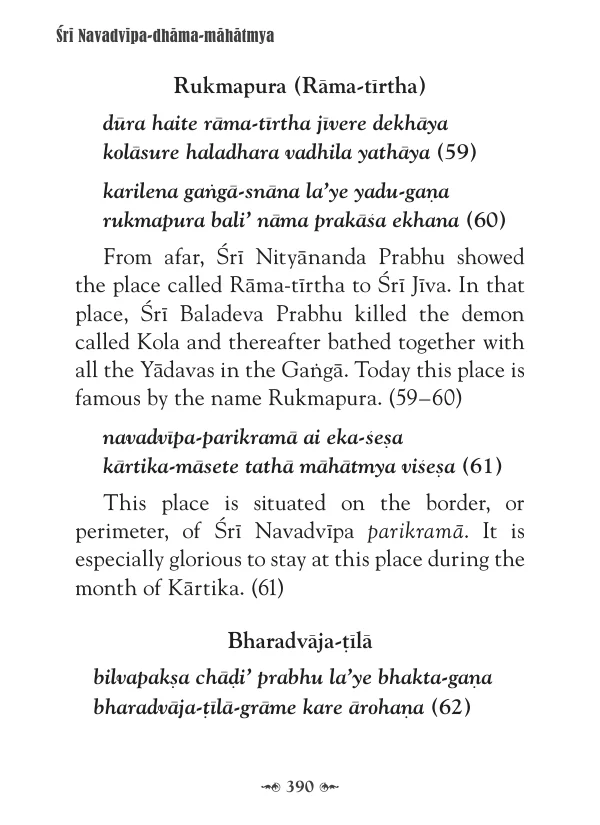 Śrī Navadvīpa-dhāma-māhātmya
Rukmapura (Rāma-tīrtha)
dūra haite rāma-tīrtha jīvere dekhāya
kolāsure haladhara vadhila yathāya (59)
karilena gaṅgā-snāna la’ye yadu-gaṇa
rukmapura bali’ nāma prakāśa ekhana (60)
From afar, Śrī Nityānanda Prabhu showed
the place called Rāma-tīrtha to Śrī Jīva. In that
place, Śrī Baladeva Prabhu killed the demon
called Kola and thereafter bathed together with
all the Yādavas in the Gaṅgā. Today this place is
famous by the name Rukmapura. (59–60)
navadvīpa-parikramā ai eka-śeṣa
kārtika-māsete tathā māhātmya viśeṣa (61)
This place is situated on the border, or
perimeter, of Śrī Navadvīpa parikramā. It is
especially glorious to stay at this place during the
month of Kārtika. (61)
Bharadvāja-ṭīlā
bilvapakṣa chāḍi’ prabhu la’ye bhakta-gaṇa
bharadvāja-ṭīlā-grāme kare ārohaṇa (62)
390